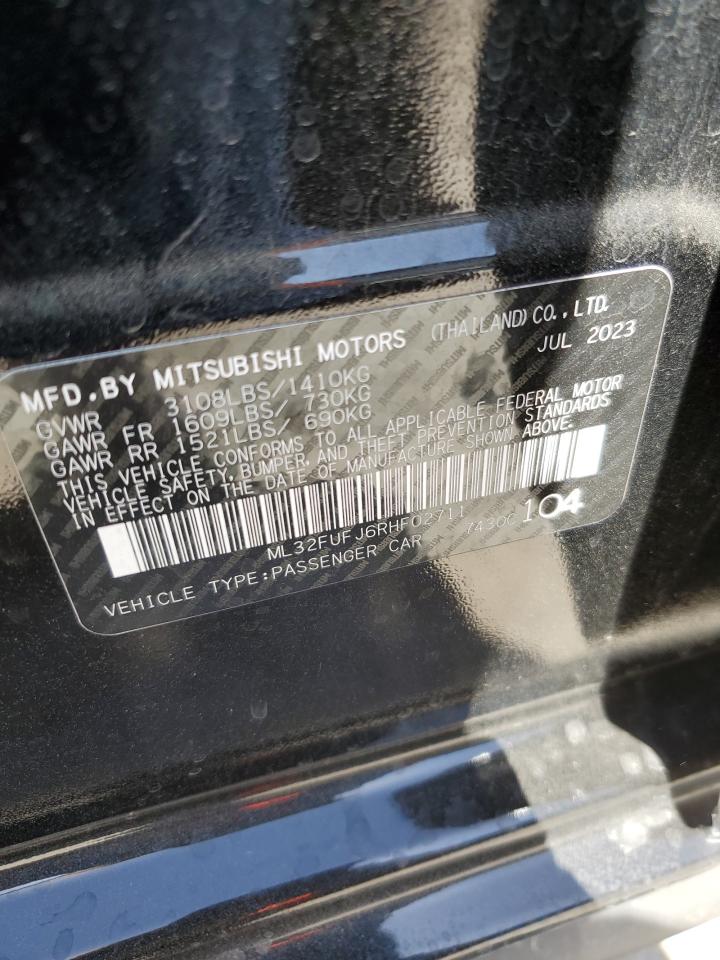 MFD.BY MITSUBISHI MOTORS (THAILAND) CO., LTD.
JUL 2023
GVWR 3108LBS/1410KG
GAWR FR 1609LBS/ 730KG
GAWR RR 1521LBS/ 690KG
THIS VEHICLE CONFORMS TO ALL APPLICABLE FEDERAL MOTOR
VEHICLE SAFETY, BUMPER, AND THEFT PREVENTION STANDARDS
IN EFFECT ON THE DATE OF MANUFACTURE SHOWN ABOVE.
ML32FUFJ6RHF02711
7430C 104
VEHICLE TYPE:PASSENGER CAR